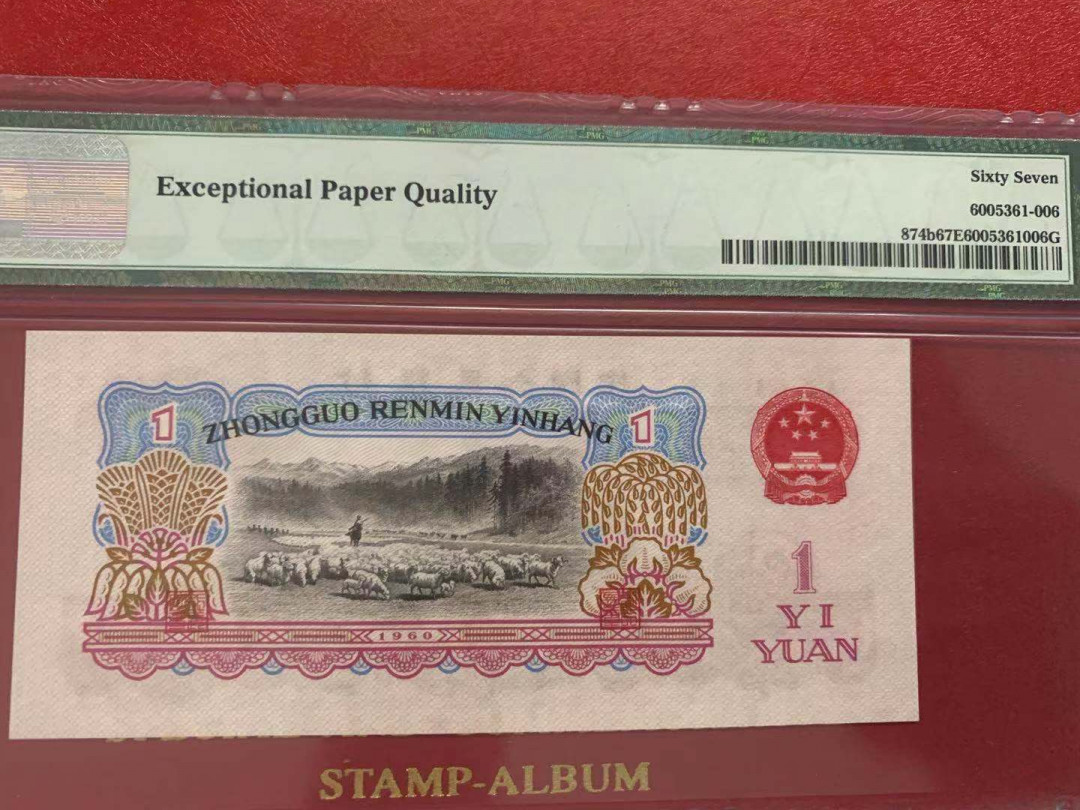 Exceptional Paper Quality
Sixty Seven
6005361-006
874b67E6005361006G
1
ZHONGGUO RENMIN YINHANG
1
1960
1
YI
YUAN
STAMP-ALBUM